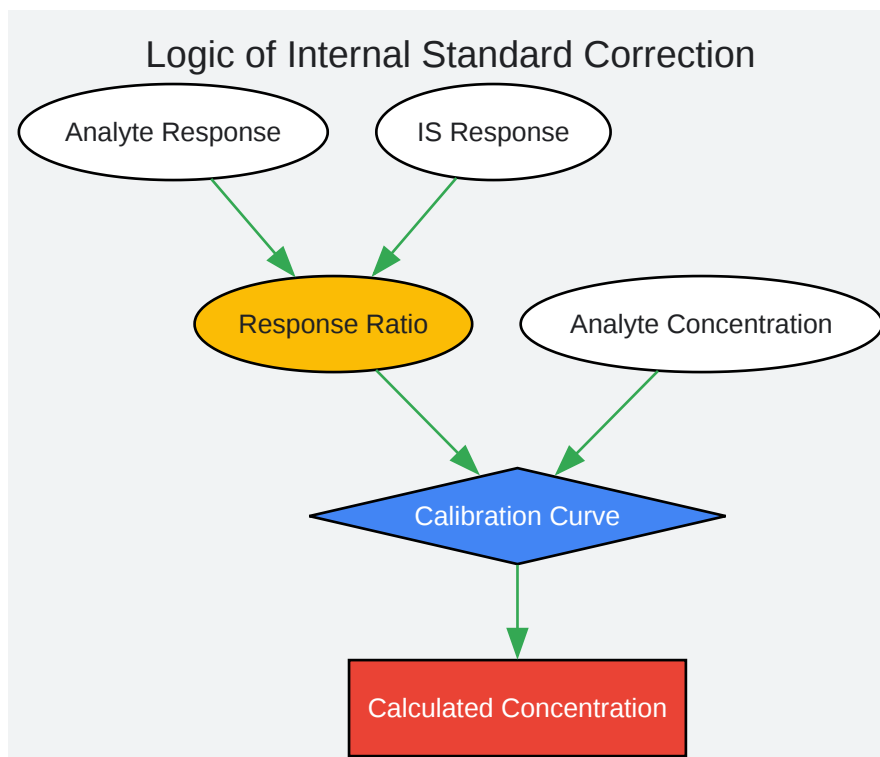 Logic of Internal Standard Correction
Analyte Response
IS Response
Response Ratio
Analyte Concentration
Calibration Curve
Calculated Concentration